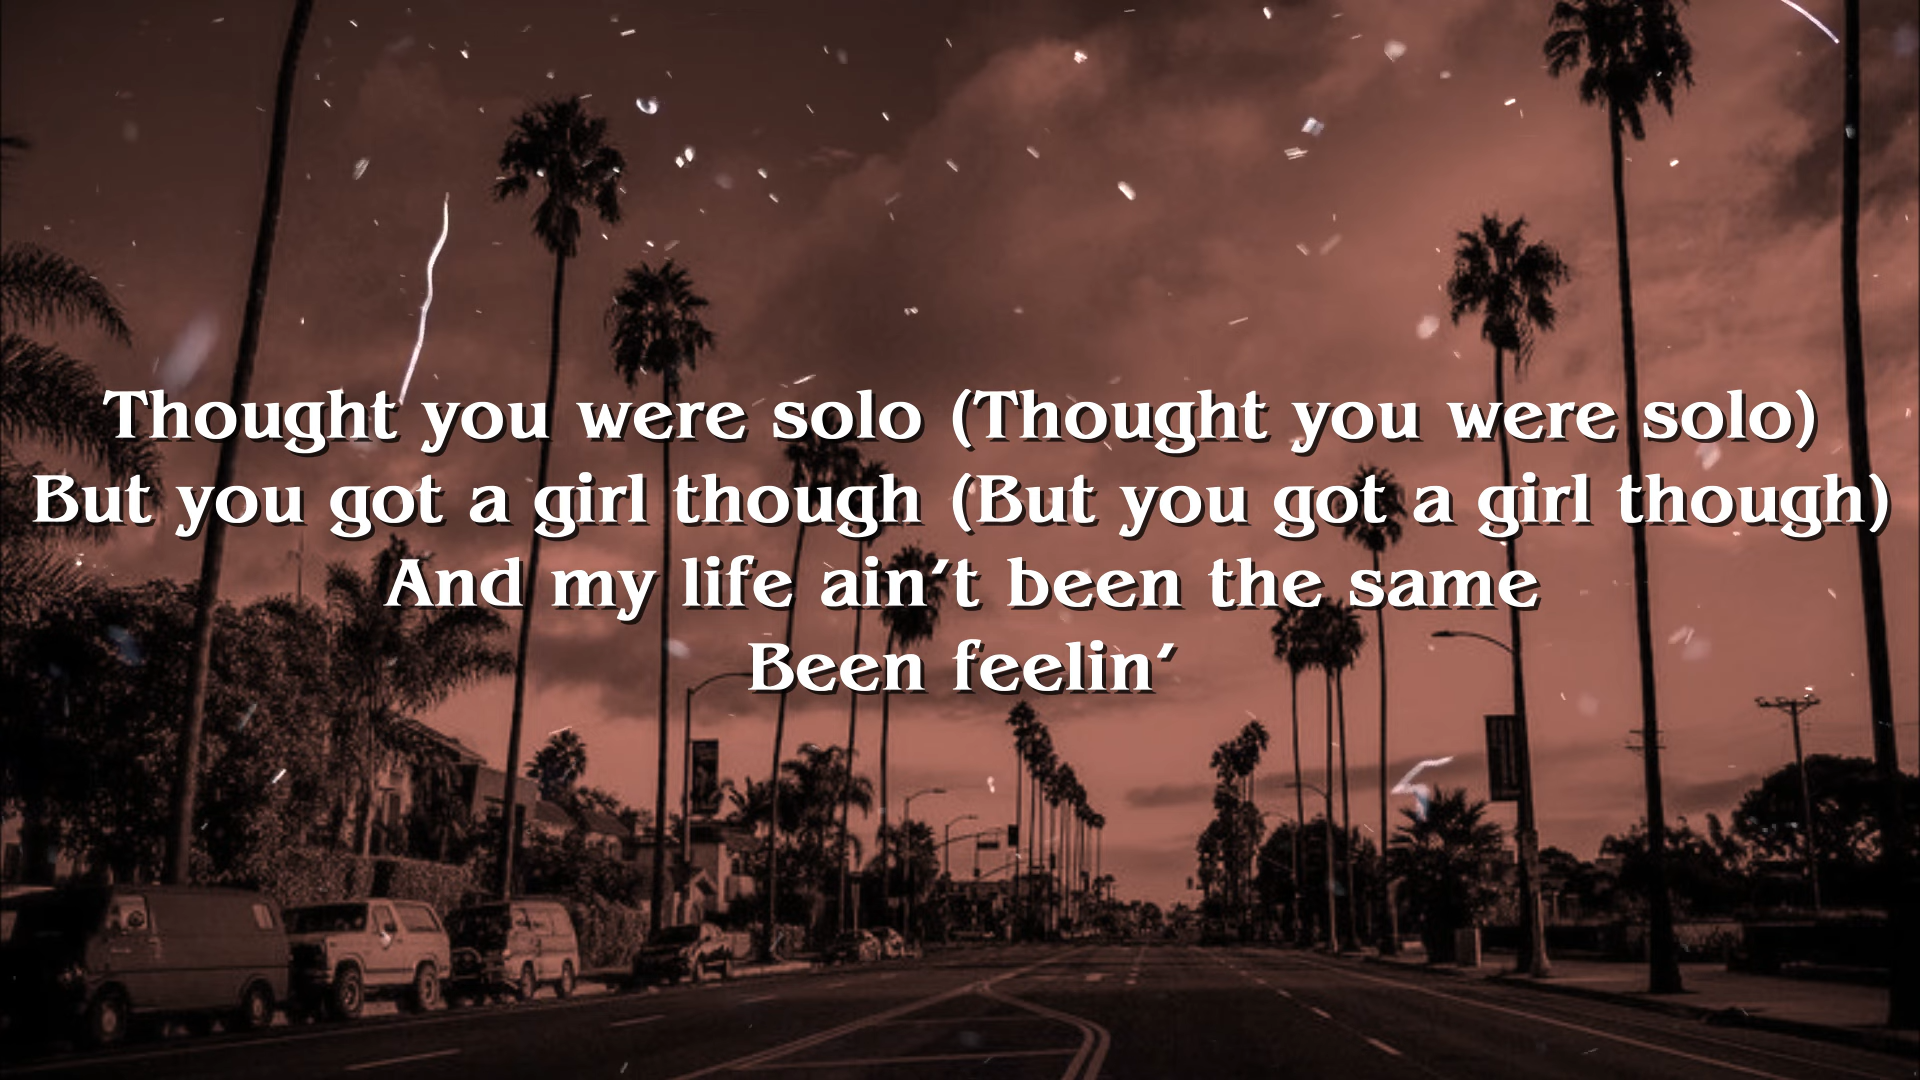 Thought you were solo (Thought you were solo)
But you got a girl though (But you got a girl though)
And my life ain’t been the same
Been feelin’